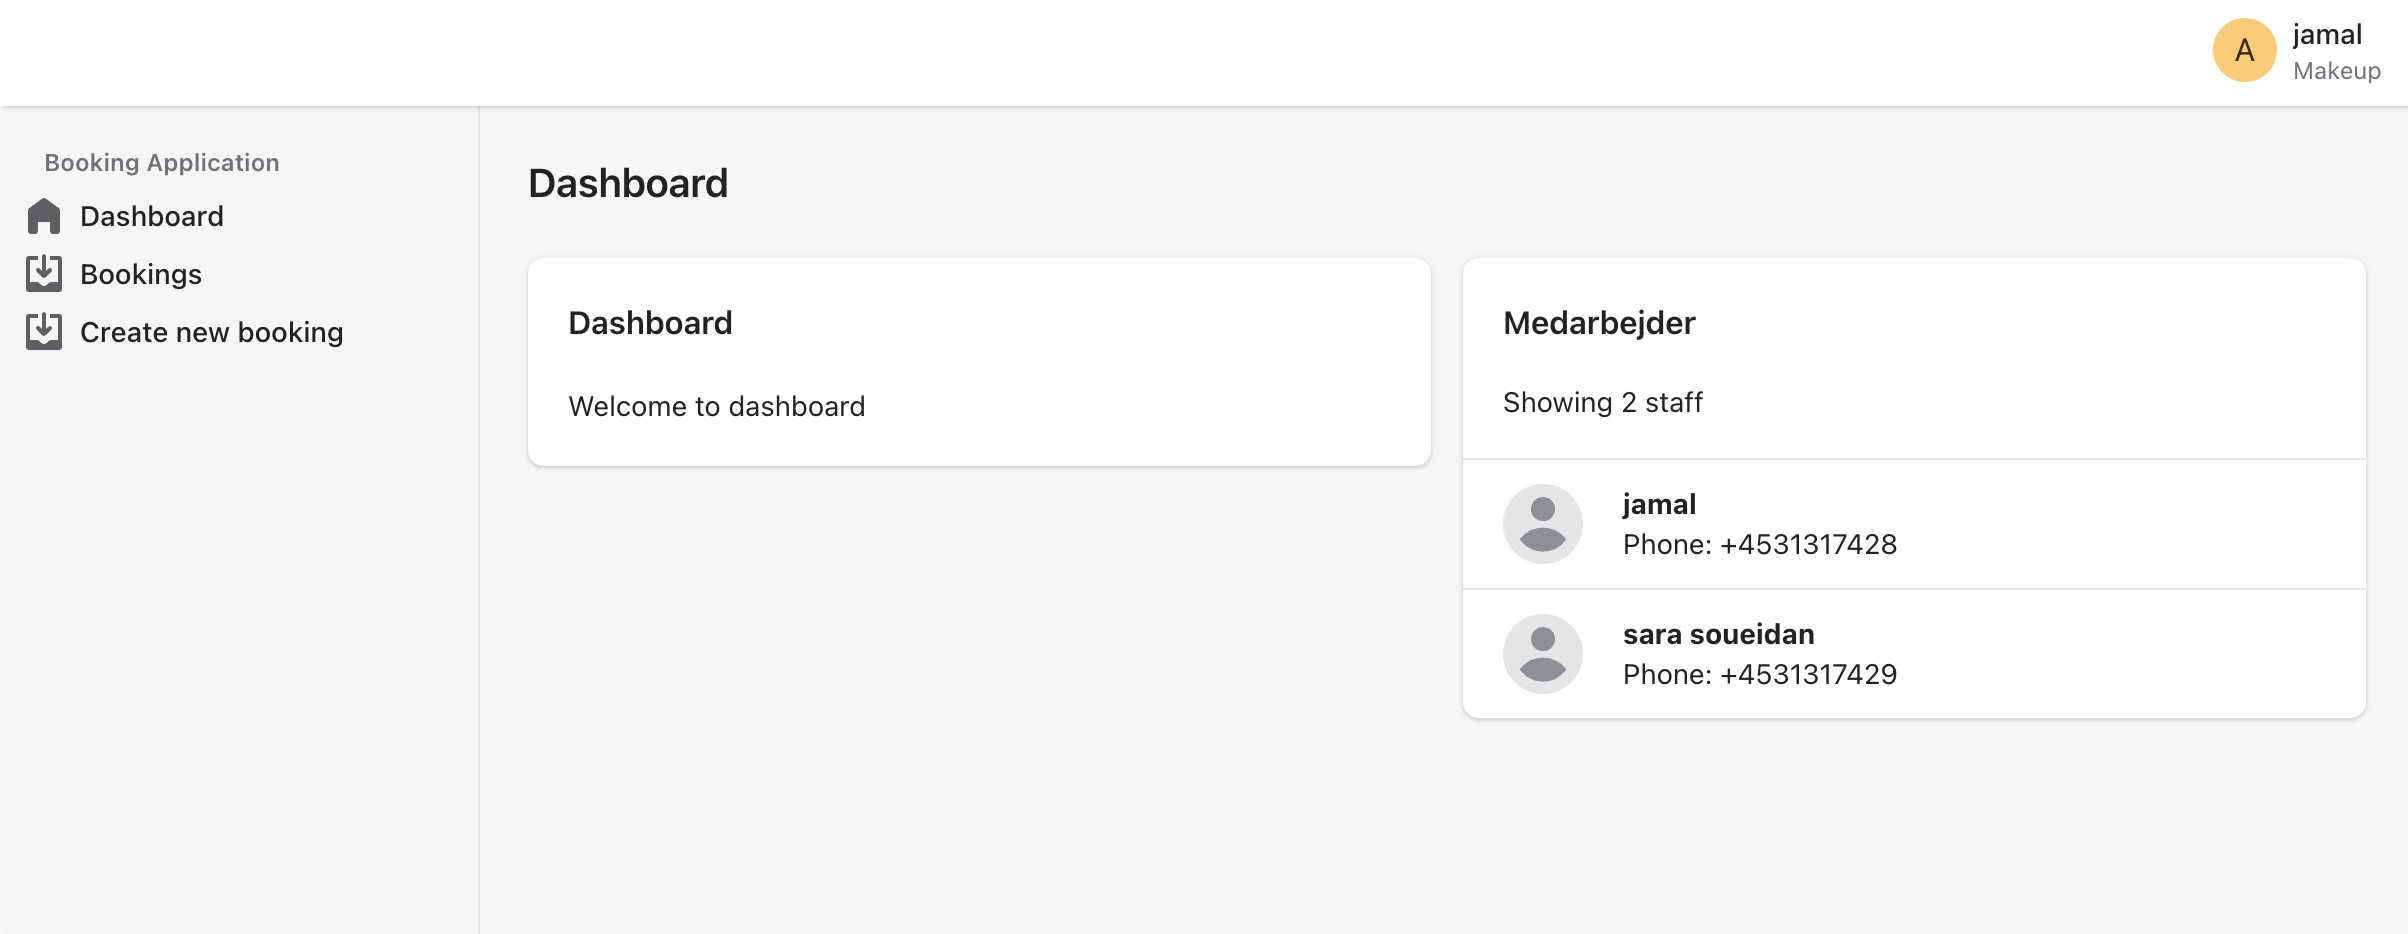 A
jamal
Makeup
Booking Application
Dashboard
Bookings
Create new booking
Dashboard
Dashboard
Welcome to dashboard
Medarbejder
Showing 2 staff
jamal
Phone: +4531317428
sara soueidan
Phone: +4531317429